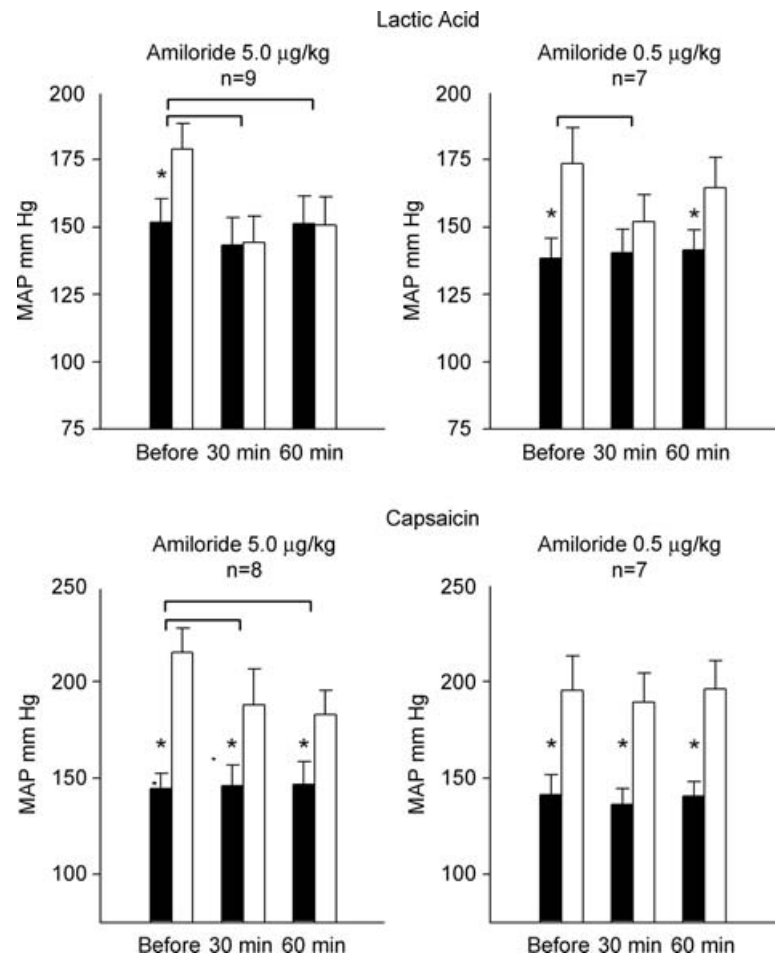 Lactic Acid
Amiloride 5.0 μg/kg
n=9
200
175
150
125
100
75
MAP mm Hg
*
Before 30 min 60 min
Amiloride 0.5 μg/kg
n=7
200
175
150
125
100
75
MAP mm Hg
* *
Before 30 min 60 min
Capsaicin
Amiloride 5.0 μg/kg
n=8
250
200
150
100
MAP mm Hg
* * *
Before 30 min 60 min
Amiloride 0.5 μg/kg
n=7
250
200
150
100
MAP mm Hg
* * *
Before 30 min 60 min